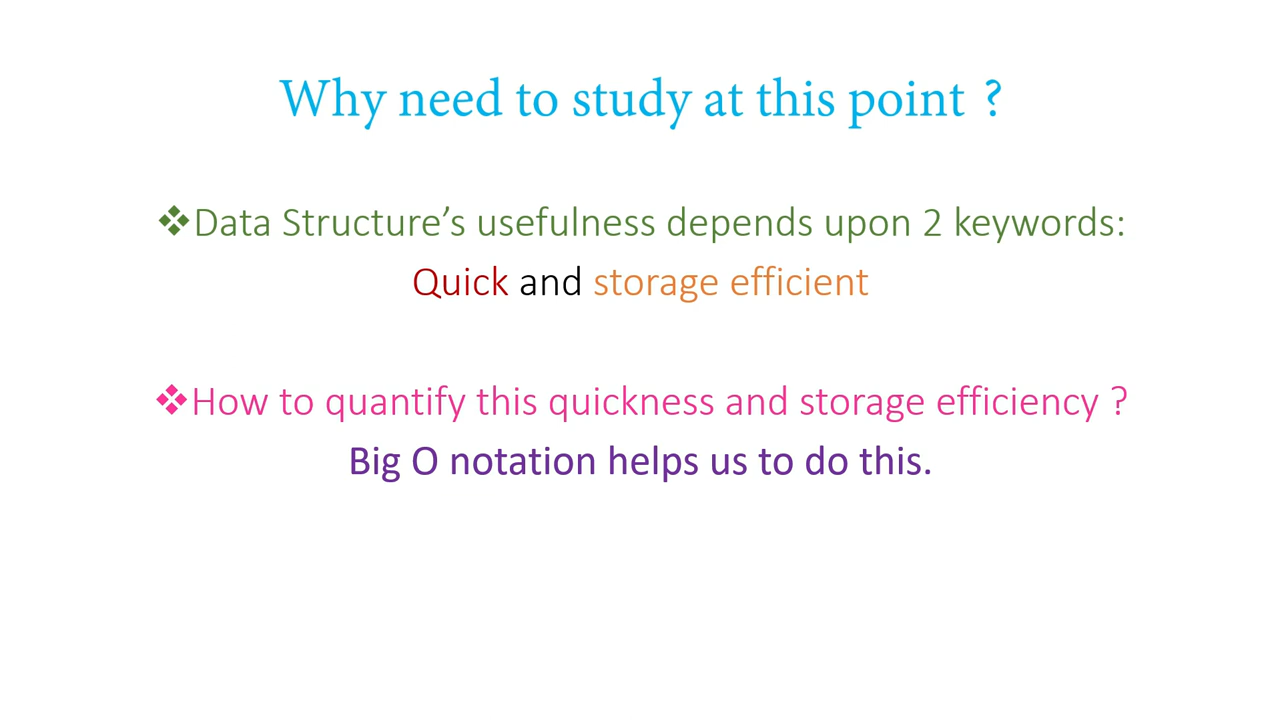 Why need to study at this point ?
❖Data Structure’s usefulness depends upon 2 keywords:
Quick and storage efficient
❖How to quantify this quickness and storage efficiency ?
Big O notation helps us to do this.